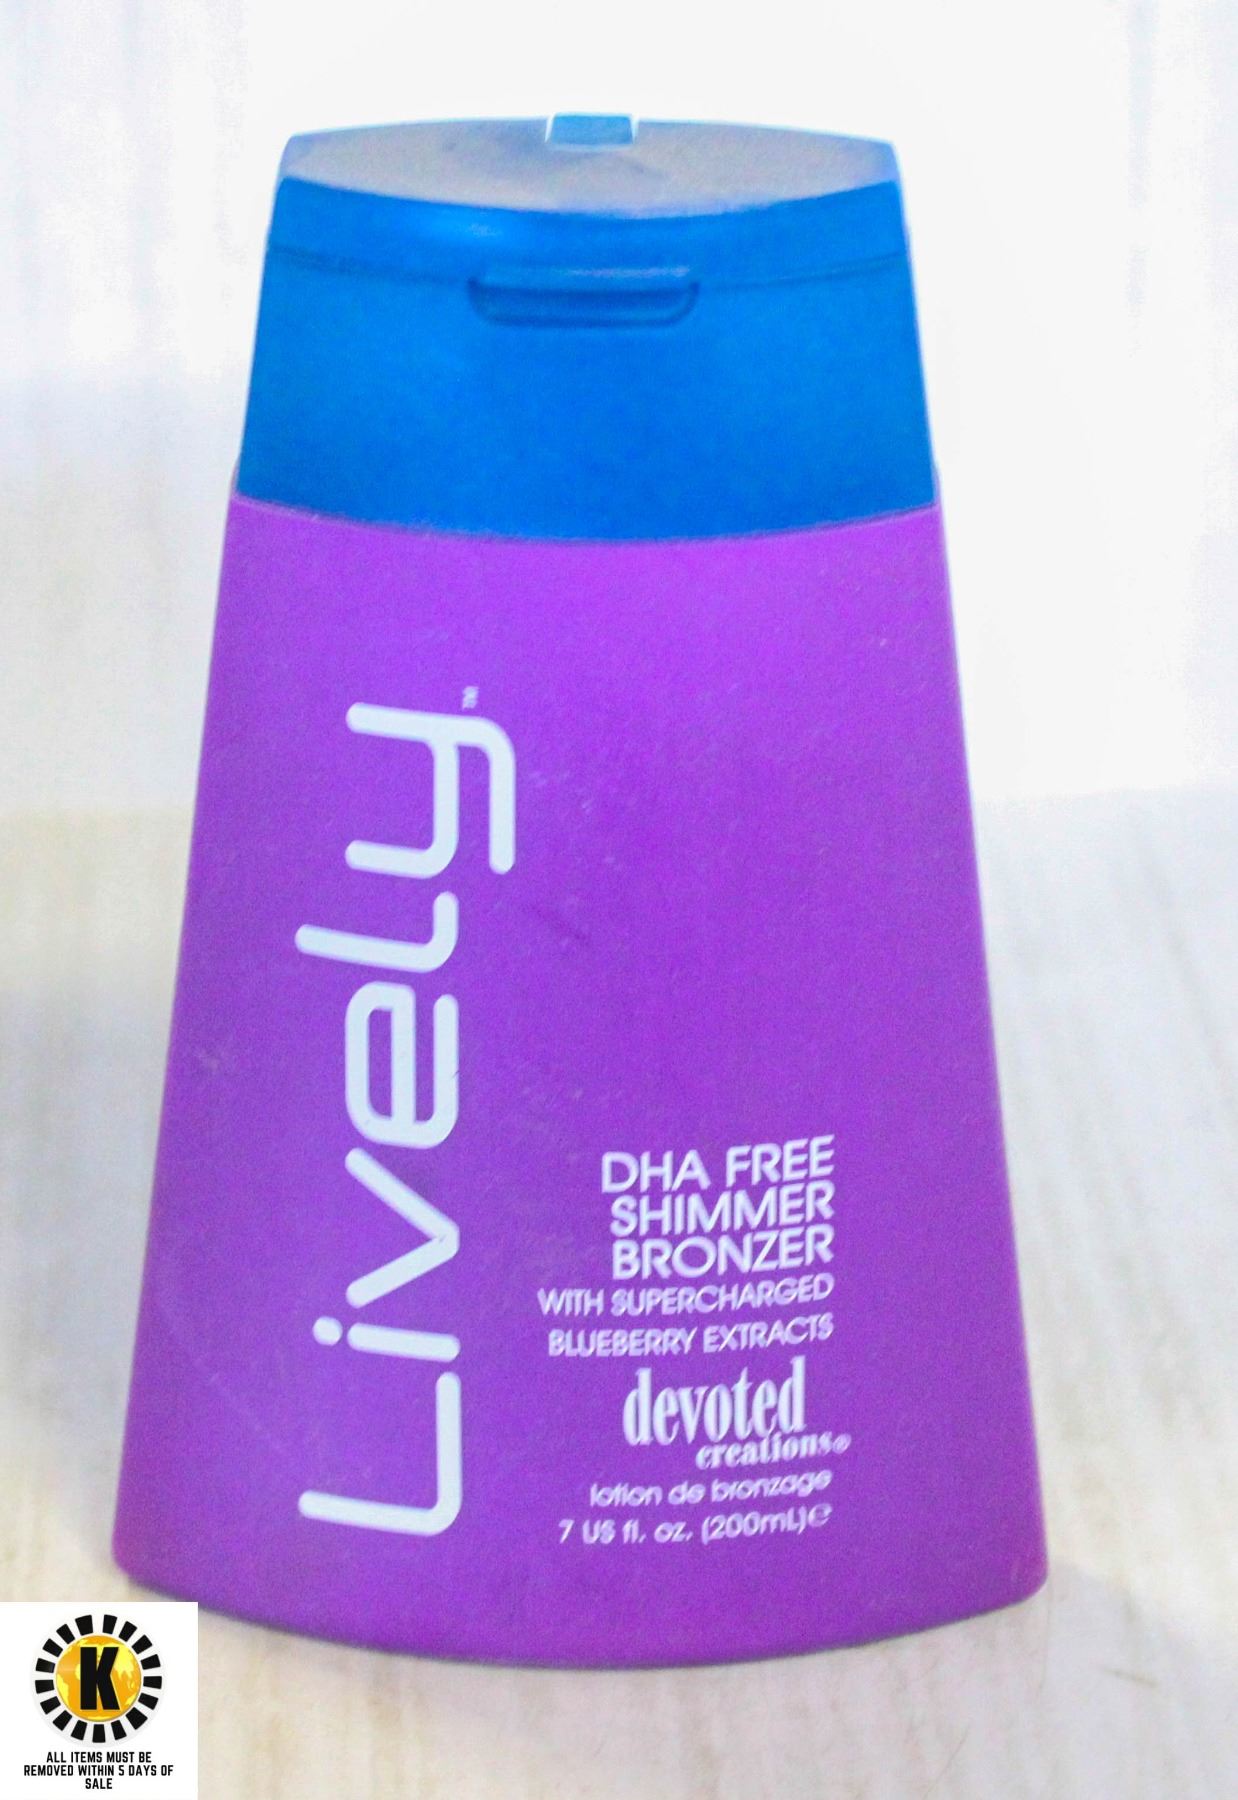 Lively™
DHA FREE
SHIMMER
BRONZER
WITH SUPERCHARGED
BLUEBERRY EXTRACTS
devoted
creations®
lotion de bronzage
7 US fl. oz. (200mL)℮
K
ALL ITEMS MUST BE
REMOVED WITHIN 5 DAYS OF
SALE